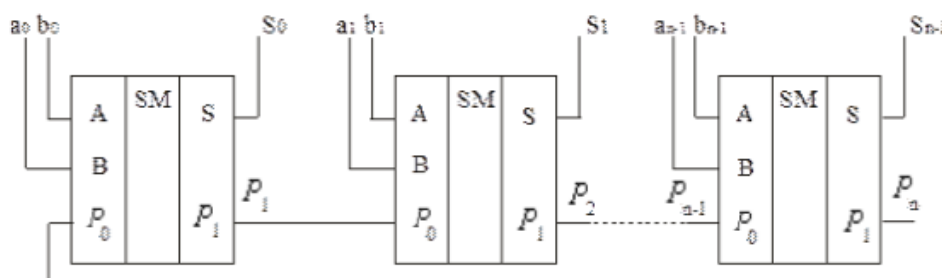 a0 b0 S0 a1 b1 S1 an-1 bn-1 Sn-1
SM SM SM
A S A S A S
B B B
P1 P2 Pn-1 Pn
P0 P1 P0 P1 P0 P1